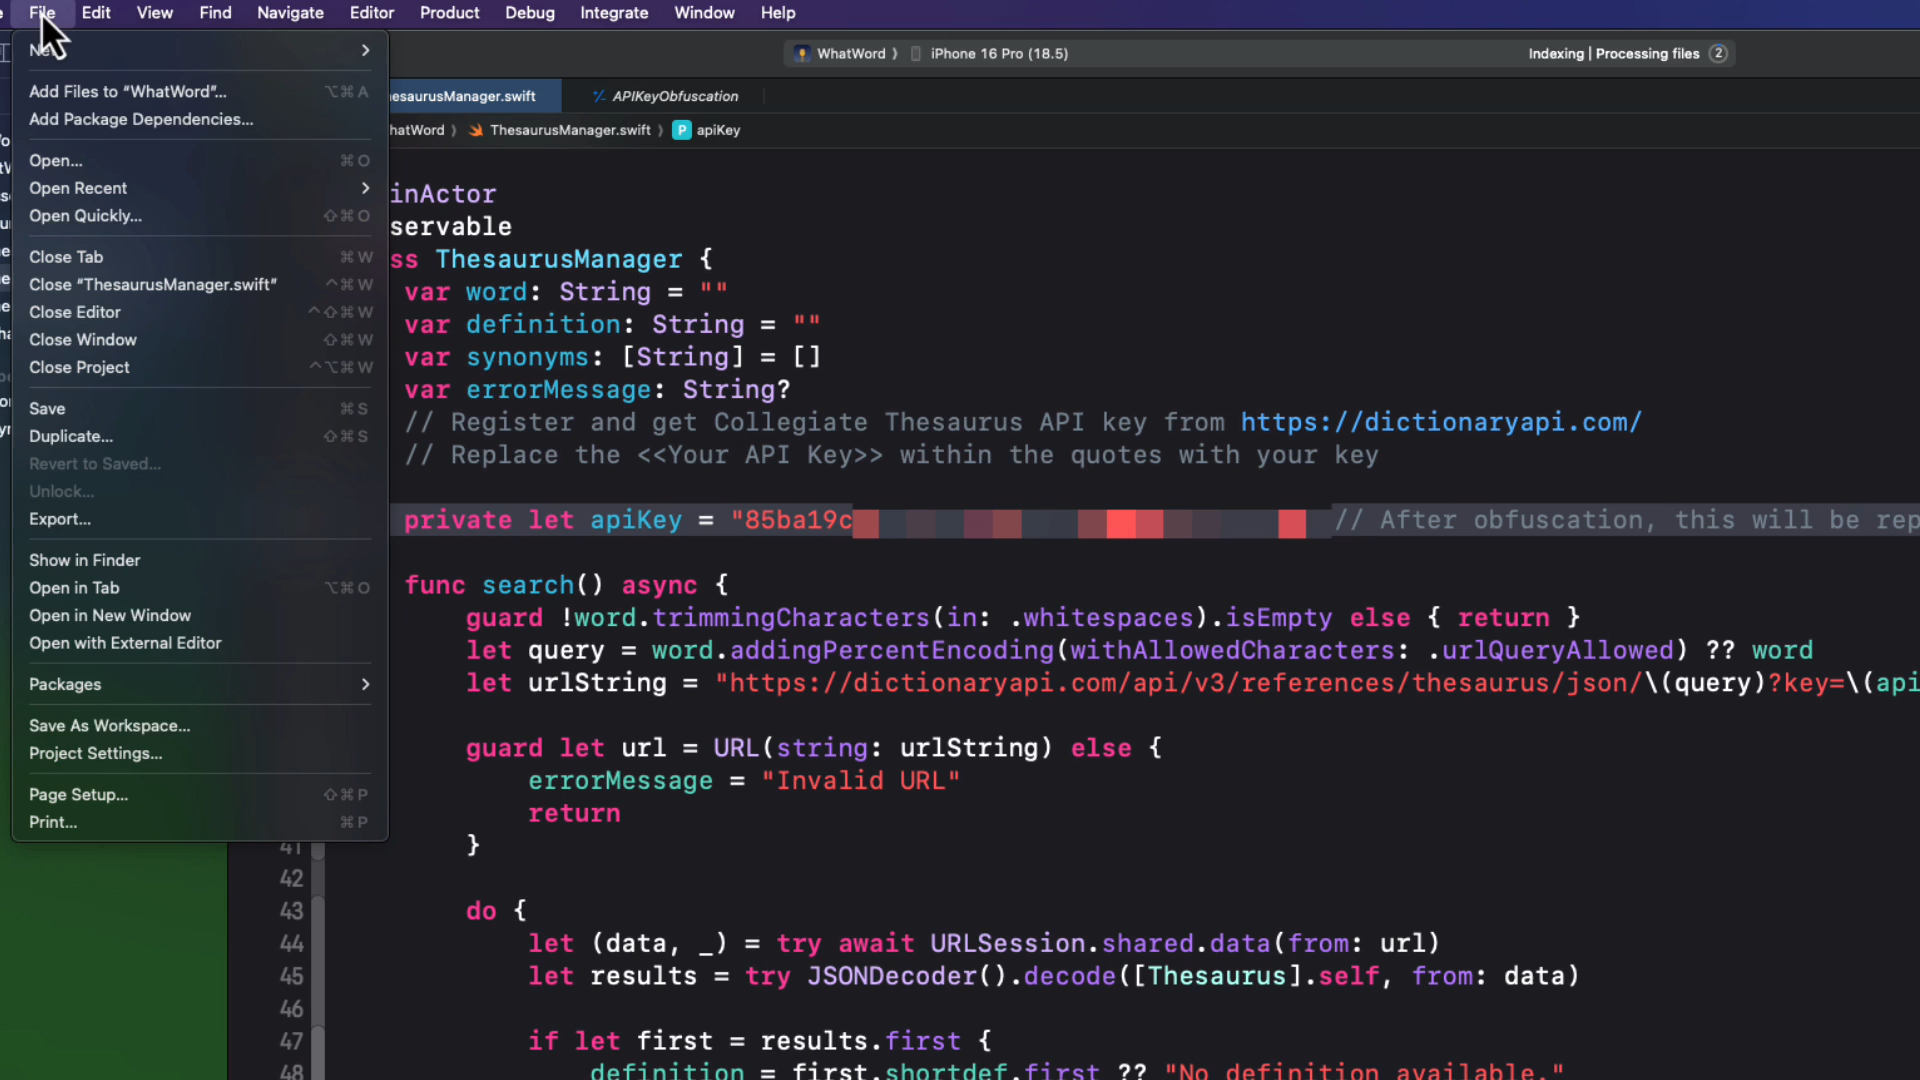 File Edit View Find Navigate Editor Product Debug Integrate Window Help
WhatWord 〉 iPhone 16 Pro (18.5)
Indexing | Processing files 2
Add Files to “WhatWord”... ⌥⌘A
Add Package Dependencies...
Open... ⌘O
Open Recent
Open Quickly... ⇧⌘O
Close Tab ⌘W
Close “ThesaurusManager.swift” ^⌘W
Close Editor ^⇧⌘W
Close Window ⇧⌘W
Close Project ^⌥⌘W
Save ⌘S
Duplicate... ⇧⌘S
Revert to Saved...
Unlock...
Export...
Show in Finder
Open in Tab ⌥⌘O
Open in New Window
Open with External Editor
Packages
Save As Workspace...
Project Settings...
Page Setup... ⇧⌘P
Print... ⌘P
esaurusManager.swift APIKeyObfuscation
hatWord 〉 ThesaurusManager.swift 〉 P apiKey
inActor
servable
ss ThesaurusManager {
var word: String = ""
var definition: String = ""
var synonyms: [String] = []
var errorMessage: String?
// Register and get Collegiate Thesaurus API key from https://dictionaryapi.com/
// Replace the <<Your API Key>> within the quotes with your key
private let apiKey = "85ba19c // After obfuscation, this will be rep
func search() async {
guard !word.trimmingCharacters(in: .whitespaces).isEmpty else { return }
let query = word.addingPercentEncoding(withAllowedCharacters: .urlQueryAllowed) ?? word
let urlString = "https://dictionaryapi.com/api/v3/references/thesaurus/json/\(query)?key=\(api
guard let url = URL(string: urlString) else {
errorMessage = "Invalid URL"
return
41 }
42
43 do {
44 let (data, _) = try await URLSession.shared.data(from: url)
45 let results = try JSONDecoder().decode([Thesaurus].self, from: data)
46
47 if let first = results.first {
48 definition = first.shortdef.first ?? "No definition available."